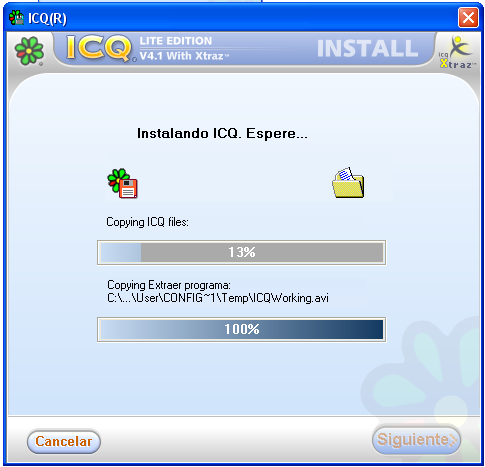 ICQ(R)
ICQ® LITE EDITION
V4.1 With Xtraz™
INSTALL
icq
Xtraz™
Instalando ICQ. Espere...
Copying ICQ files:
13%
Copying Extraer programa:
C:\...\User\CONFIG~1\Temp\ICQWorking.avi
100%
Cancelar
Siguiente>